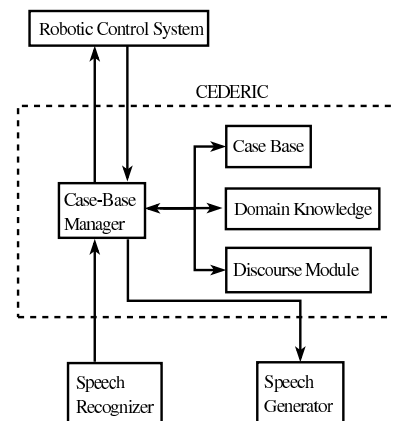 Robotic Control System
CEDERIC
Case Base
Case-Base
Manager
Domain Knowledge
Discourse Module
Speech
Recognizer
Speech
Generator